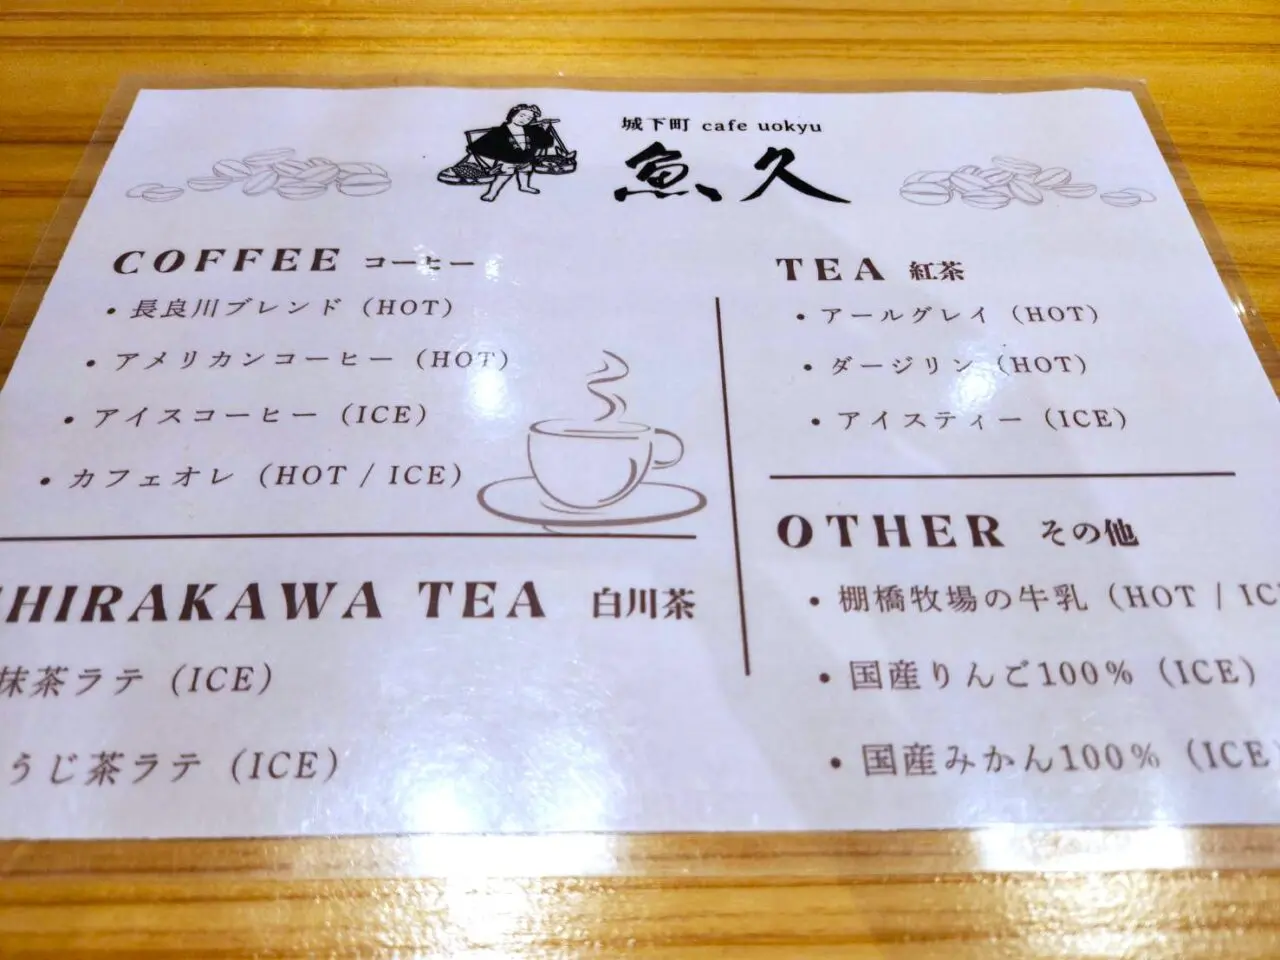 城下町 cafe uokyu
魚久
COFFEE コーヒー
• 長良川ブレンド（HOT）
• アメリカンコーヒー（HOT）
• アイスコーヒー（ICE）
• カフェオレ（HOT / ICE）
HIRAKAWA TEA 白川茶
抹茶ラテ（ICE）
うじ茶ラテ（ICE）
TEA 紅茶
• アールグレイ（HOT）
• ダージリン（HOT）
• アイスティー（ICE）
OTHER その他
• 棚橋牧場の牛乳（HOT / IC
• 国産りんご100%（ICE）
• 国産みかん100%（ICE